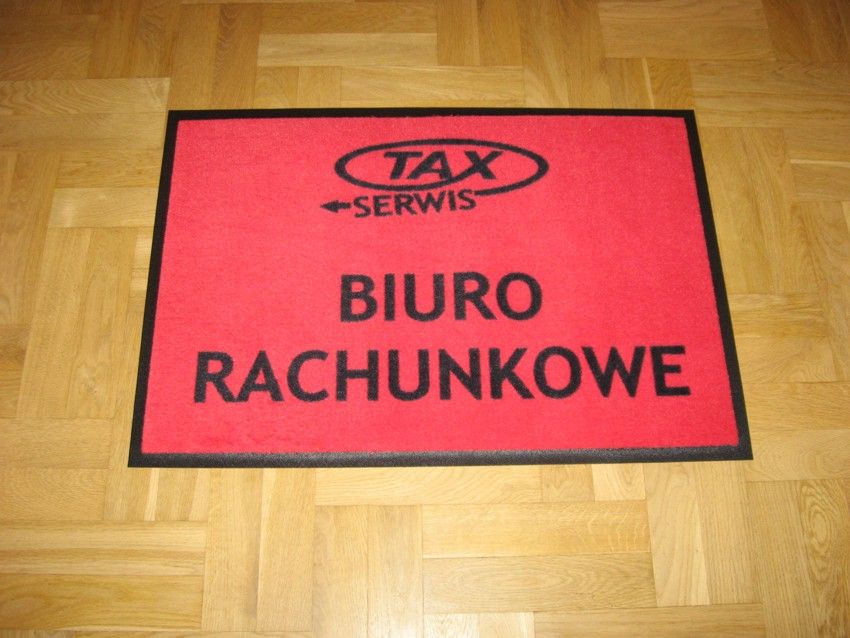 TAX
SERWIS
BIURO
RACHUNKOWE